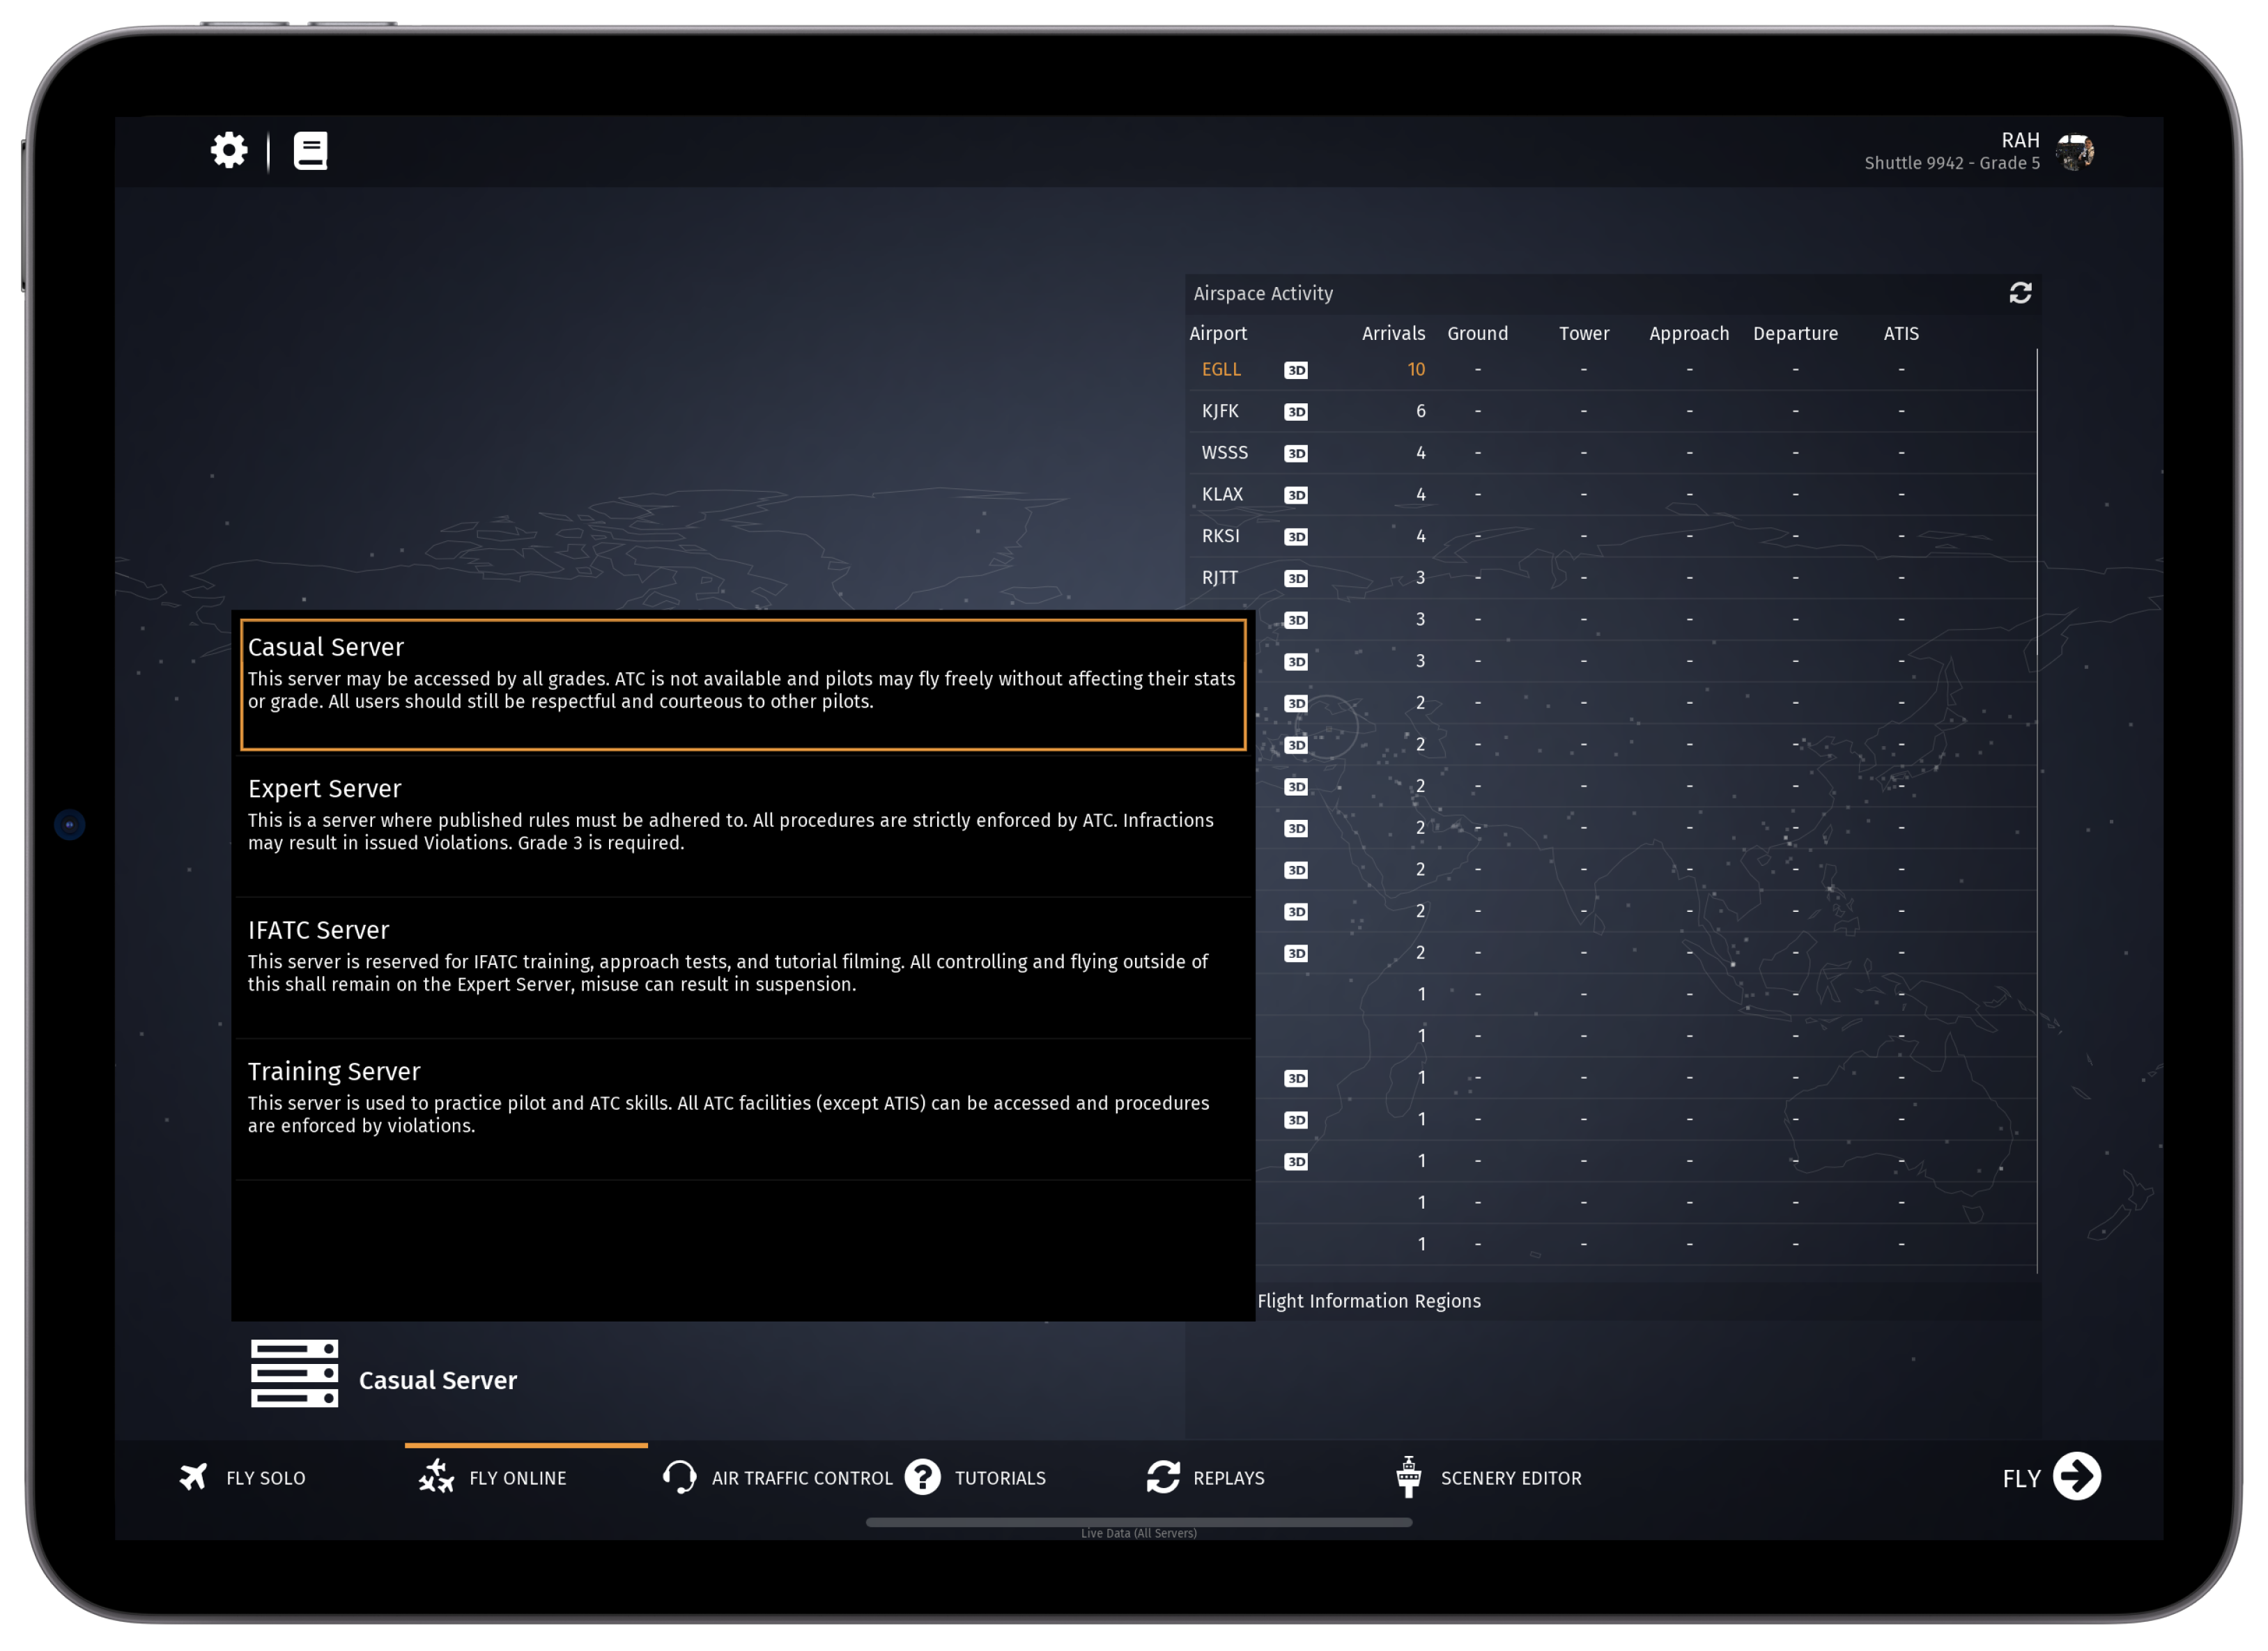 RAH
Shuttle 9942 - Grade 5
Airspace Activity
Airport Arrivals Ground Tower Approach Departure ATIS
EGLL 3D 10 - - - - -
KJFK 3D 6 - - - - -
WSSS 3D 4 - - - - -
KLAX 3D 4 - - - - -
RKSI 3D 4 - - - - -
RJTT 3D 3 - - - - -
3D 3 - - - - -
3D 3 - - - - -
3D 2 - - - - -
3D 2 - - - - -
3D 2 - - - - -
3D 2 - - - - -
3D 2 - - - - -
3D 2 - - - - -
3D 2 - - - - -
1 - - - - -
1 - - - - -
3D 1 - - - - -
3D 1 - - - - -
3D 1 - - - - -
1 - - - - -
1 - - - - -
Flight Information Regions
Casual Server
This server may be accessed by all grades. ATC is not available and pilots may fly freely without affecting their stats
or grade. All users should still be respectful and courteous to other pilots.
Expert Server
This is a server where published rules must be adhered to. All procedures are strictly enforced by ATC. Infractions
may result in issued Violations. Grade 3 is required.
IFATC Server
This server is reserved for IFATC training, approach tests, and tutorial filming. All controlling and flying outside of
this shall remain on the Expert Server, misuse can result in suspension.
Training Server
This server is used to practice pilot and ATC skills. All ATC facilities (except ATIS) can be accessed and procedures
are enforced by violations.
Casual Server
FLY SOLO
FLY ONLINE
AIR TRAFFIC CONTROL
TUTORIALS
REPLAYS
SCENERY EDITOR
FLY
Live Data (All Servers)